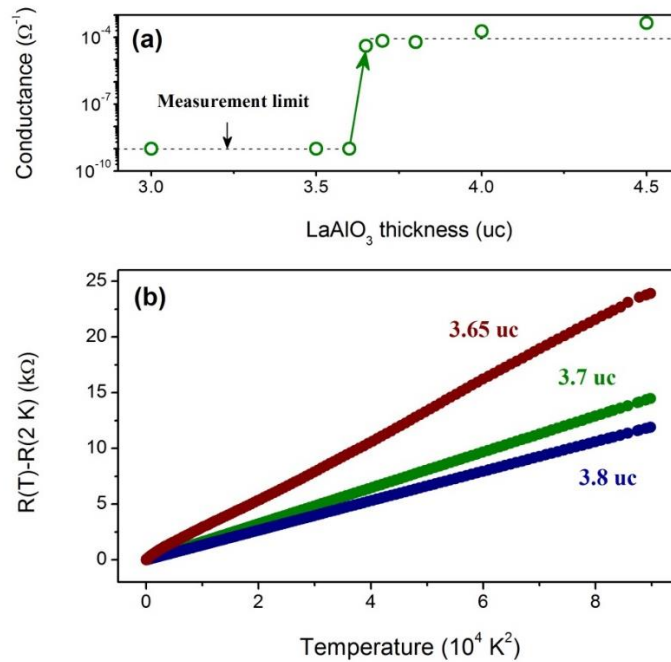 (a)
Conductance (Ω⁻¹)
10⁻⁴
10⁻⁷
10⁻¹⁰
Measurement limit
3.0 3.5 4.0 4.5
LaAlO₃ thickness (uc)
(b)
R(T)-R(2 K) (kΩ)
25
20
15
10
5
0
3.65 uc
3.7 uc
3.8 uc
0 2 4 6 8
Temperature (10⁴ K²)